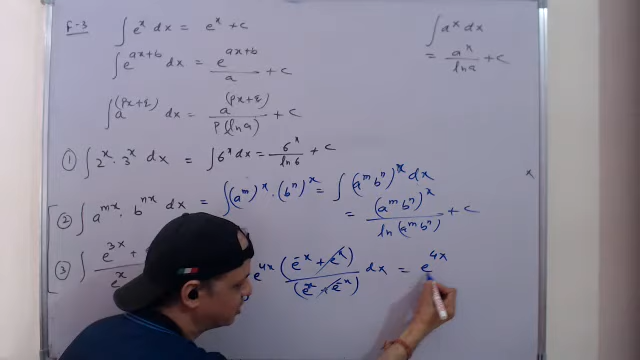 F-3
∫ e^x dx = e^x + c
∫ e^(ax+b) dx = e^(ax+b)/a + c
∫ a^(px+q) dx = a^(px+q)/(p(ln a)) + c
∫ a^x dx
= a^x/(ln a) + c
① ∫ 2^x · 3^x dx = ∫ 6^x dx = 6^x/(ln 6) + c
② ∫ a^(mx) · b^(nx) dx = ∫ (a^m)^x · (b^n)^x = ∫ (a^m b^n)^x dx
= (a^m b^n)^x/(ln (a^m b^n)) + c
③ ∫ e^(3x) +
e^x
e^(4x) (e^-x + e^x)
dx = e^(4x)